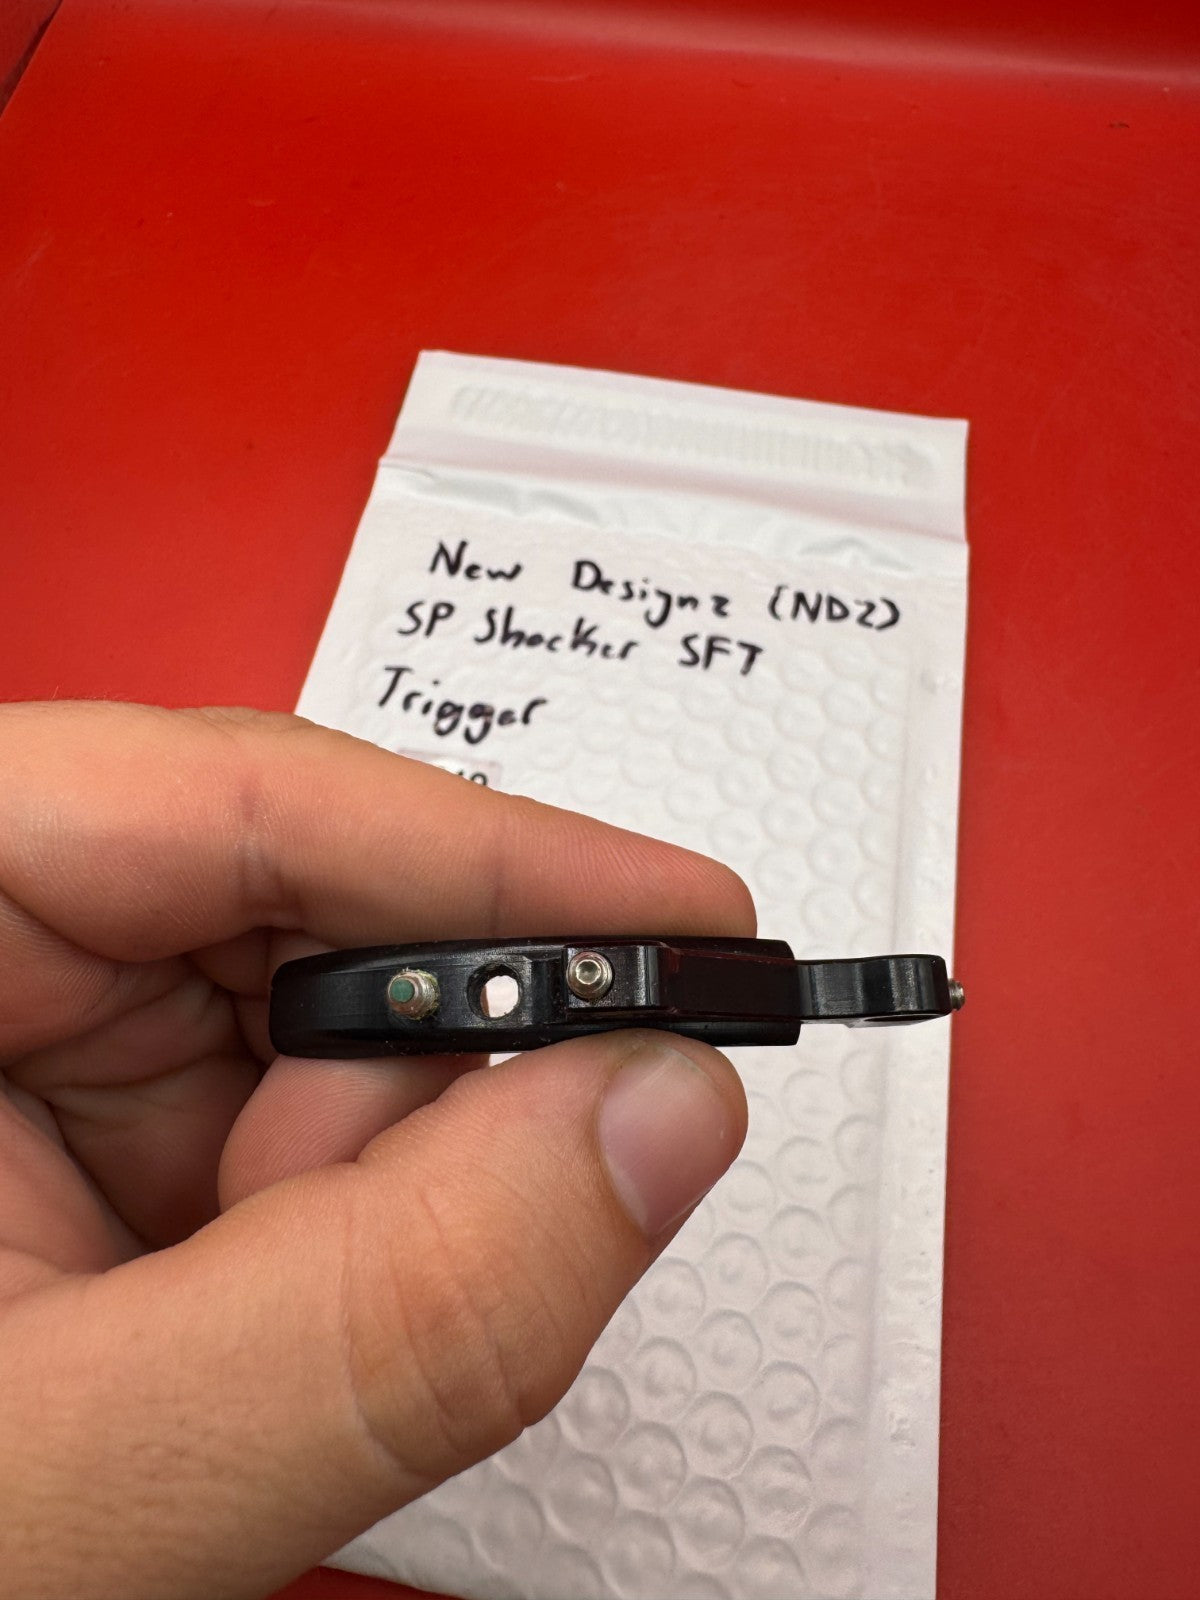 New Designz (NDZ)
SP Shocker SFT
Trigger